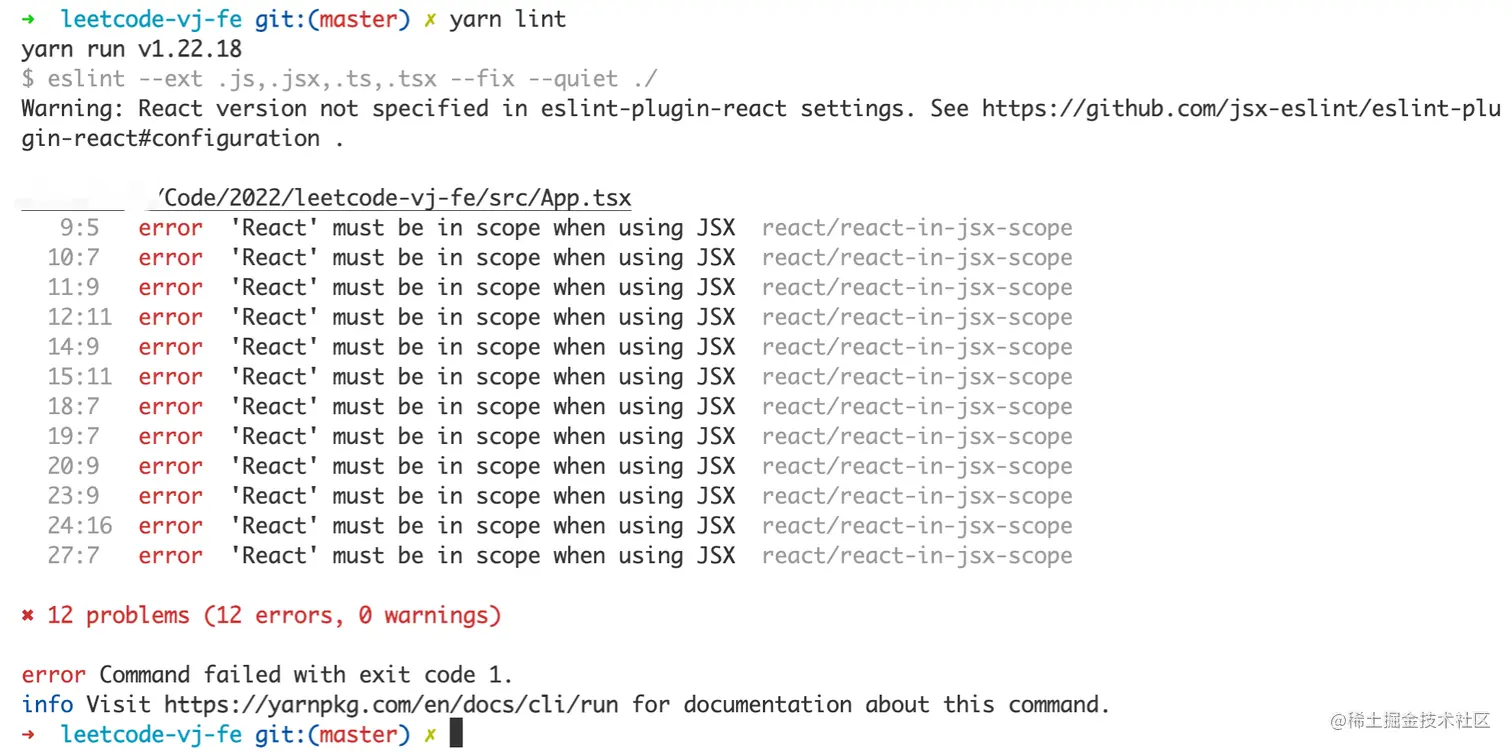 ➜ leetcode-vj-fe git:(master) ✗ yarn lint
yarn run v1.22.18
$ eslint --ext .js,.jsx,.ts,.tsx --fix --quiet ./
Warning: React version not specified in eslint-plugin-react settings. See https://github.com/jsx-eslint/eslint-plu
gin-react#configuration .
/Code/2022/leetcode-vj-fe/src/App.tsx
9:5 error 'React' must be in scope when using JSX react/react-in-jsx-scope
10:7 error 'React' must be in scope when using JSX react/react-in-jsx-scope
11:9 error 'React' must be in scope when using JSX react/react-in-jsx-scope
12:11 error 'React' must be in scope when using JSX react/react-in-jsx-scope
14:9 error 'React' must be in scope when using JSX react/react-in-jsx-scope
15:11 error 'React' must be in scope when using JSX react/react-in-jsx-scope
18:7 error 'React' must be in scope when using JSX react/react-in-jsx-scope
19:7 error 'React' must be in scope when using JSX react/react-in-jsx-scope
20:9 error 'React' must be in scope when using JSX react/react-in-jsx-scope
23:9 error 'React' must be in scope when using JSX react/react-in-jsx-scope
24:16 error 'React' must be in scope when using JSX react/react-in-jsx-scope
27:7 error 'React' must be in scope when using JSX react/react-in-jsx-scope
✖ 12 problems (12 errors, 0 warnings)
error Command failed with exit code 1.
info Visit https://yarnpkg.com/en/docs/cli/run for documentation about this command.
➜ leetcode-vj-fe git:(master) ✗
@稀土掘金技术社区